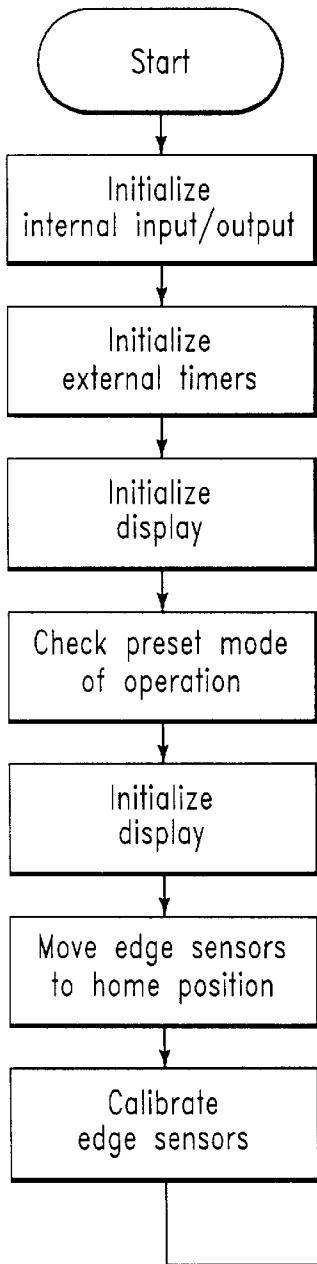 Start
Initialize
internal input/output
Initialize
external timers
Initialize
display
Check preset mode
of operation
Initialize
display
Move edge sensors
to home position
Calibrate
edge sensors